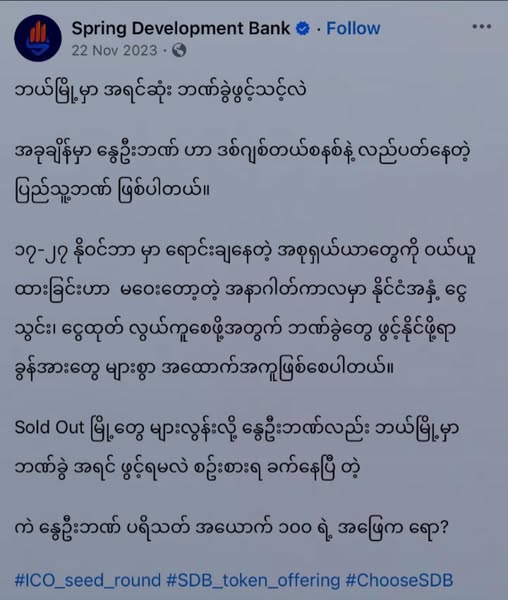 Spring Development Bank · Follow
22 Nov 2023 ·
ဘယ်မြို့မှာ အရင်ဆုံး ဘဏ်ခွဲဖွင့်သင့်လဲ
အခုချိန်မှာ နွေဦးဘဏ် ဟာ ဒစ်ဂျစ်တယ်စနစ်နဲ့ လည်ပတ်နေတဲ့
ပြည်သူ့ဘဏ် ဖြစ်ပါတယ်။
၁၇-၂၇ နိုဝင်ဘာ မှာ ရောင်းချနေတဲ့ အစုရှယ်ယာတွေကို ဝယ်ယူ
ထားခြင်းဟာ မဝေးတော့တဲ့ အနာဂါတ်ကာလမှာ နိုင်ငံအနှံ့ ငွေ
သွင်း၊ ငွေထုတ် လွယ်ကူစေဖို့အတွက် ဘဏ်ခွဲတွေ ဖွင့်နိုင်ဖို့ရာ
ခွန်အားတွေ များစွာ အထောက်အကူဖြစ်စေပါတယ်။
Sold Out မြို့တွေ များလွန်းလို့ နွေဦးဘဏ်လည်း ဘယ်မြို့မှာ
ဘဏ်ခွဲ အရင် ဖွင့်ရမလဲ စဉ်းစားရ ခက်နေပြီ တဲ့
ကဲ နွေဦးဘဏ် ပရိသတ် အယောက် ၁၀၀ ရဲ့ အဖြေက ရော?
#ICO_seed_round #SDB_token_offering #ChooseSDB